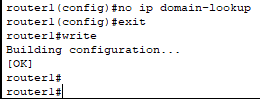 router1(config)#no ip domain-lookup
router1(config)#exit
router1#write
Building configuration...
[OK]
router1#
router1#